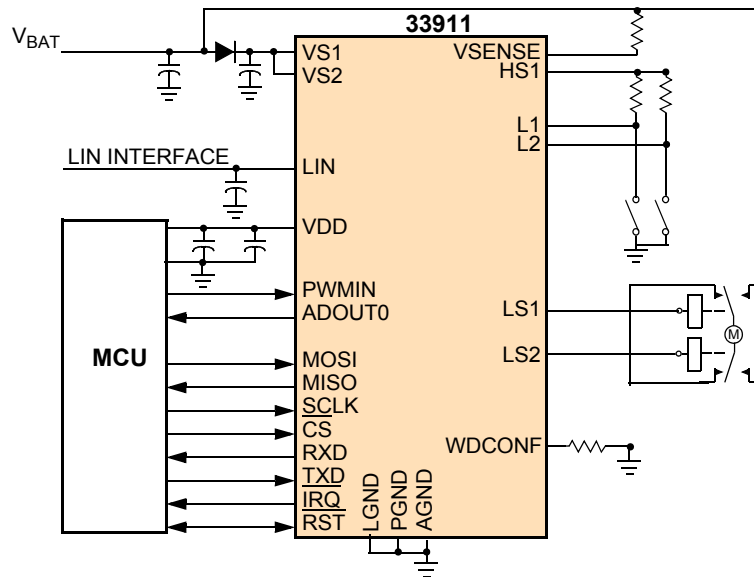 33911
V_BAT
VS1
VS2
VSENSE
HS1
L1
L2
LIN INTERFACE
LIN
VDD
PWMIN
ADOUT0
LS1
MCU
LS2
M
MOSI
MISO
SCLK
CS
RXD
TXD
IRQ
RST
WDCONF
LGND
PGND
AGND